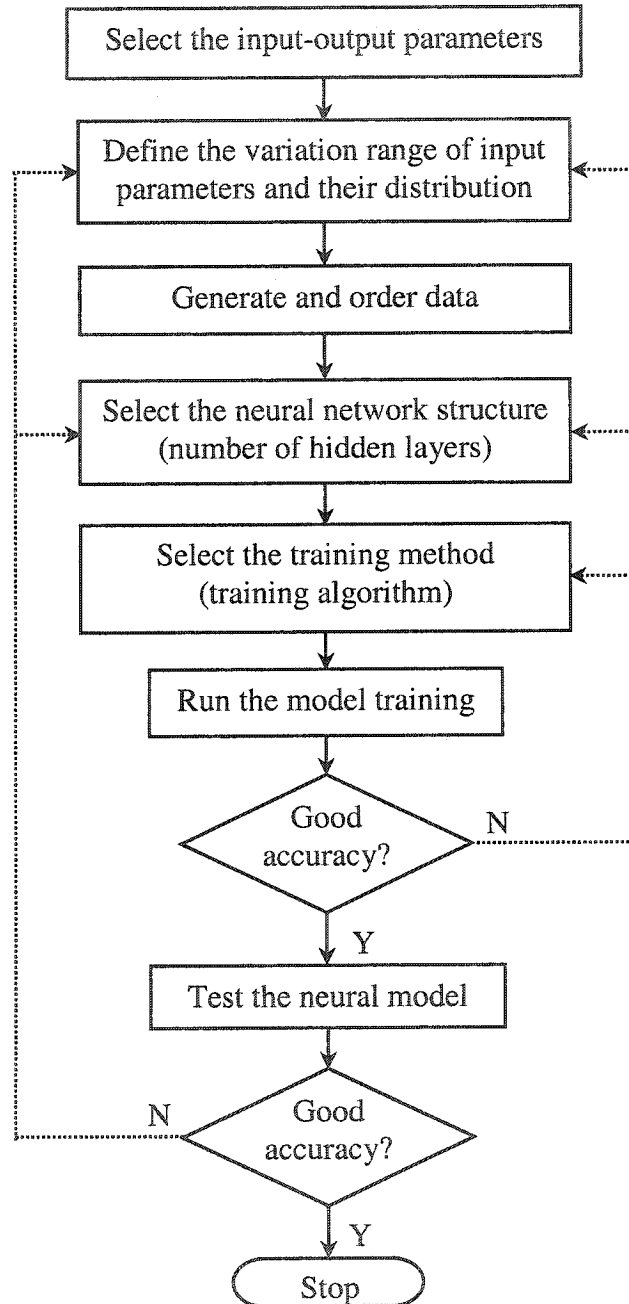 Select the input-output parameters
Define the variation range of input
parameters and their distribution
Generate and order data
Select the neural network structure
(number of hidden layers)
Select the training method
(training algorithm)
Run the model training
Good
accuracy?
N
Y
Test the neural model
Good
accuracy?
N
Y
Stop